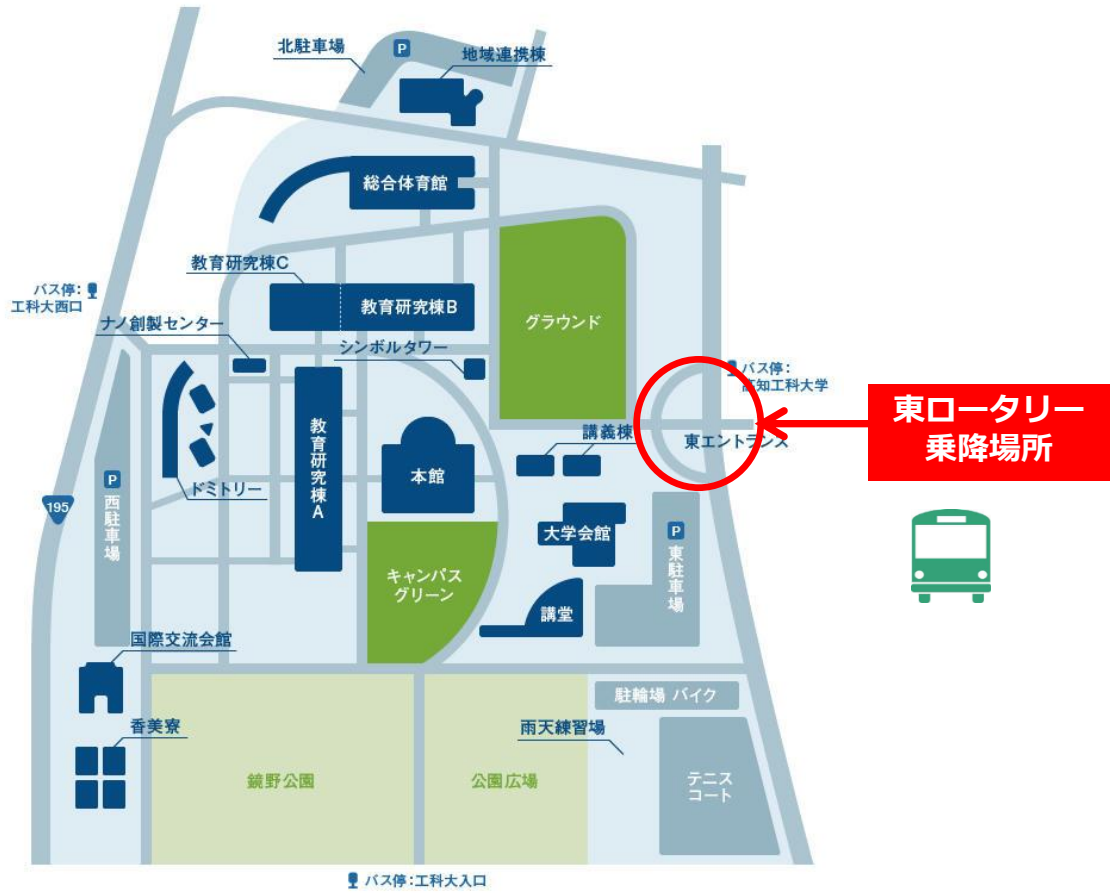 北駐車場
P
地域連携棟
総合体育館
教育研究棟C
教育研究棟B
バス停:
工科大西口
ナノ創製センター
シンボルタワー
グラウンド
バス停:
高知工科大学
東ロータリー
乗降場所
東エントランス
講義棟
教育研究棟A
本館
ドミトリー
P
西駐車場
195
大学会館
P
東駐車場
キャンパス
グリーン
講堂
国際交流会館
駐輪場 バイク
香美寮
雨天練習場
鏡野公園
公園広場
テニス
コート
バス停:工科大入口